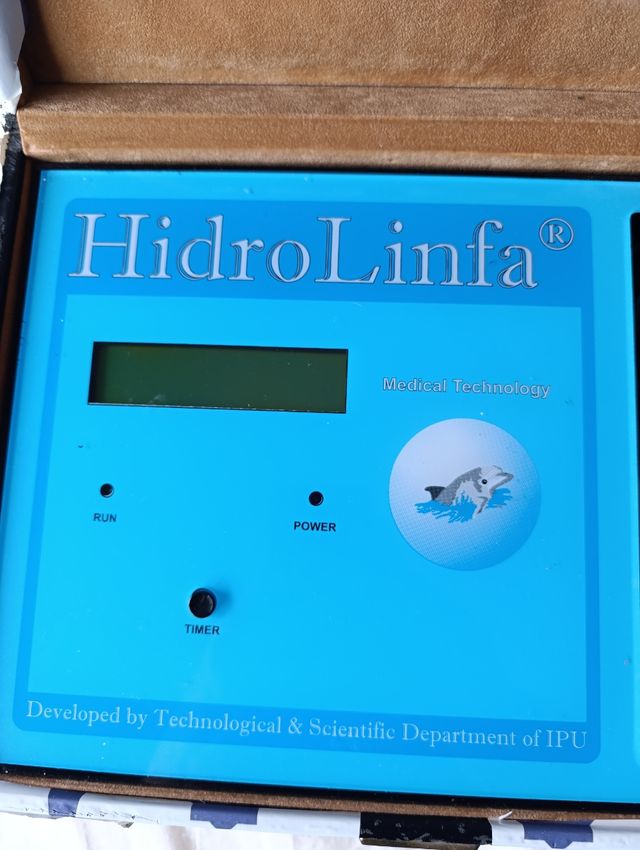 HidroLinfa®
Medical Technology
RUN
POWER
TIMER
Developed by Technological & Scientific Department of IPU